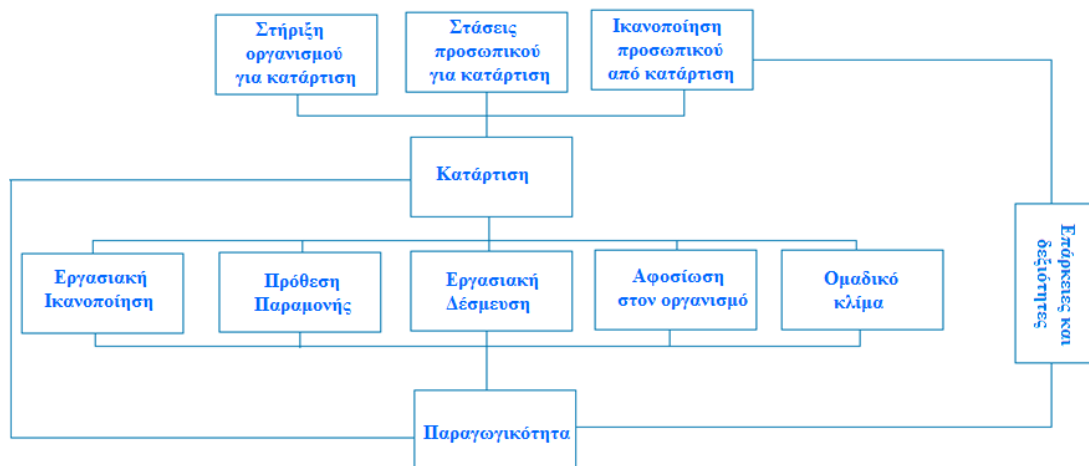 Στήριξη
οργανισμού
για κατάρτιση
Στάσεις
προσωπικού
για κατάρτιση
Ικανοποίηση
προσωπικού
από κατάρτιση
Κατάρτιση
Εργασιακή
Ικανοποίηση
Πρόθεση
Παραμονής
Εργασιακή
Δέσμευση
Αφοσίωση
στον οργανισμό
Ομαδικό
κλίμα
Επάρκειες και
δεξιότητες
Παραγωγικότητα